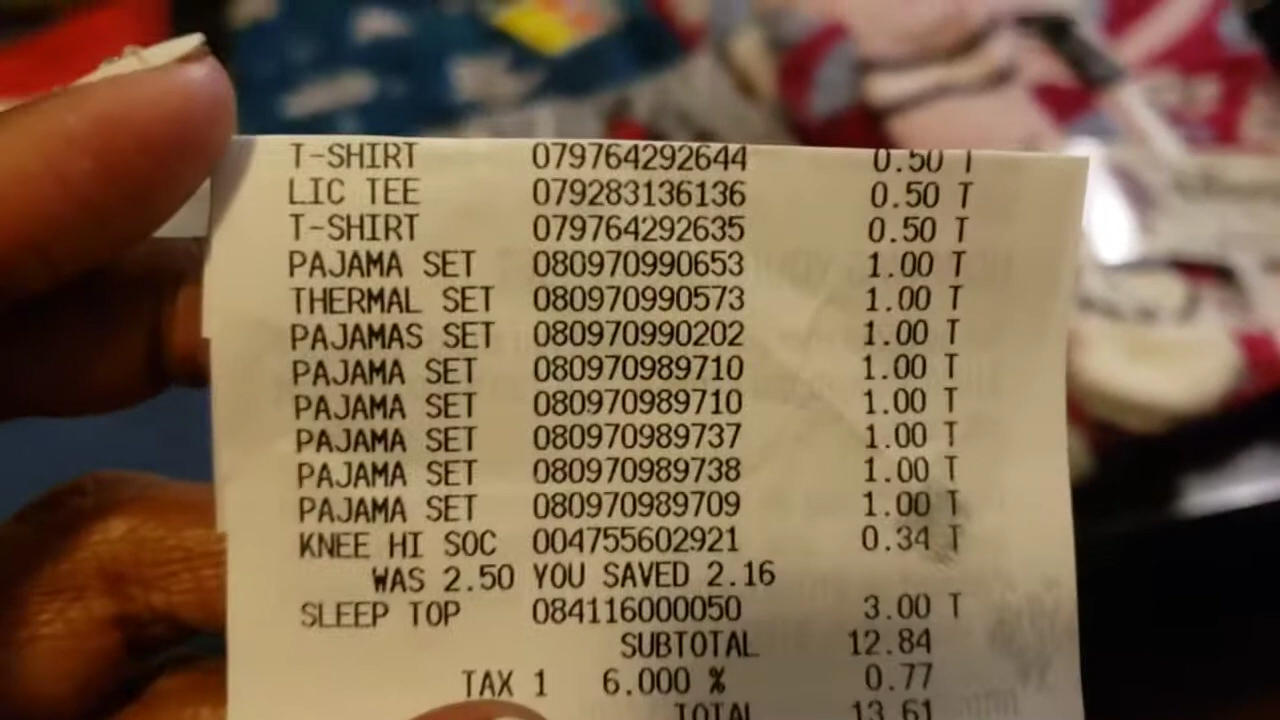 T-SHIRT 079764292644 0.50 T
LIC TEE 079283136136 0.50 T
T-SHIRT 079764292635 0.50 T
PAJAMA SET 080970990653 1.00 T
THERMAL SET 080970990573 1.00 T
PAJAMAS SET 080970990202 1.00 T
PAJAMA SET 080970989710 1.00 T
PAJAMA SET 080970989710 1.00 T
PAJAMA SET 080970989737 1.00 T
PAJAMA SET 080970989738 1.00 T
PAJAMA SET 080970989709 1.00 T
KNEE HI SOC 004755602921 0.34 T
WAS 2.50 YOU SAVED 2.16
SLEEP TOP 084116000050 3.00 T
SUBTOTAL 12.84
TAX 1 6.000 % 0.77
TOTAL 13.61